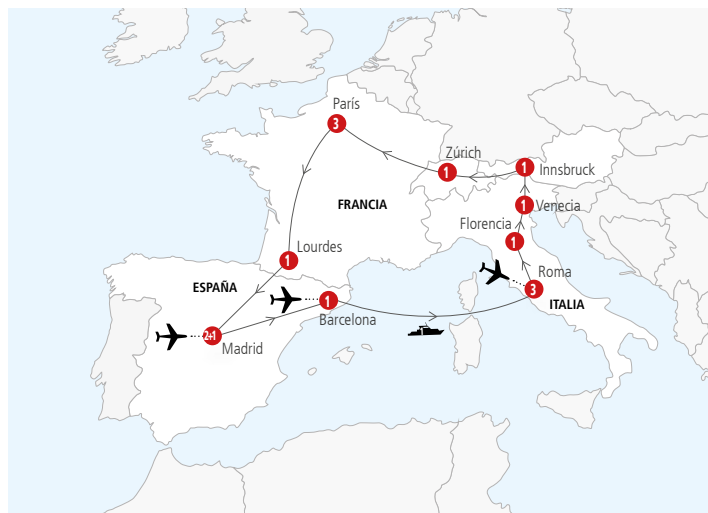 París
3
Zúrich
1
1
Innsbruck
1
Venecia
FRANCIA
Florencia
1
Lourdes
1
Roma
3
ESPAÑA
ITALIA
1
Barcelona
2+1
Madrid